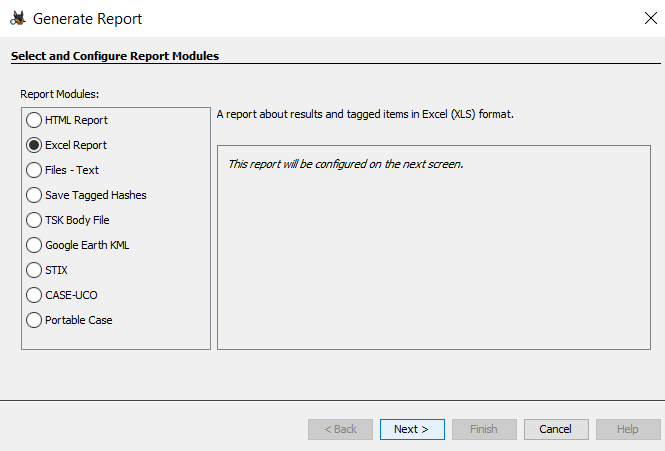 Generate Report
Select and Configure Report Modules
Report Modules:
HTML Report
Excel Report
Files - Text
Save Tagged Hashes
TSK Body File
Google Earth KML
STIX
CASE-UCO
Portable Case
A report about results and tagged items in Excel (XLS) format.
This report will be configured on the next screen.
< Back
Next >
Finish
Cancel
Help